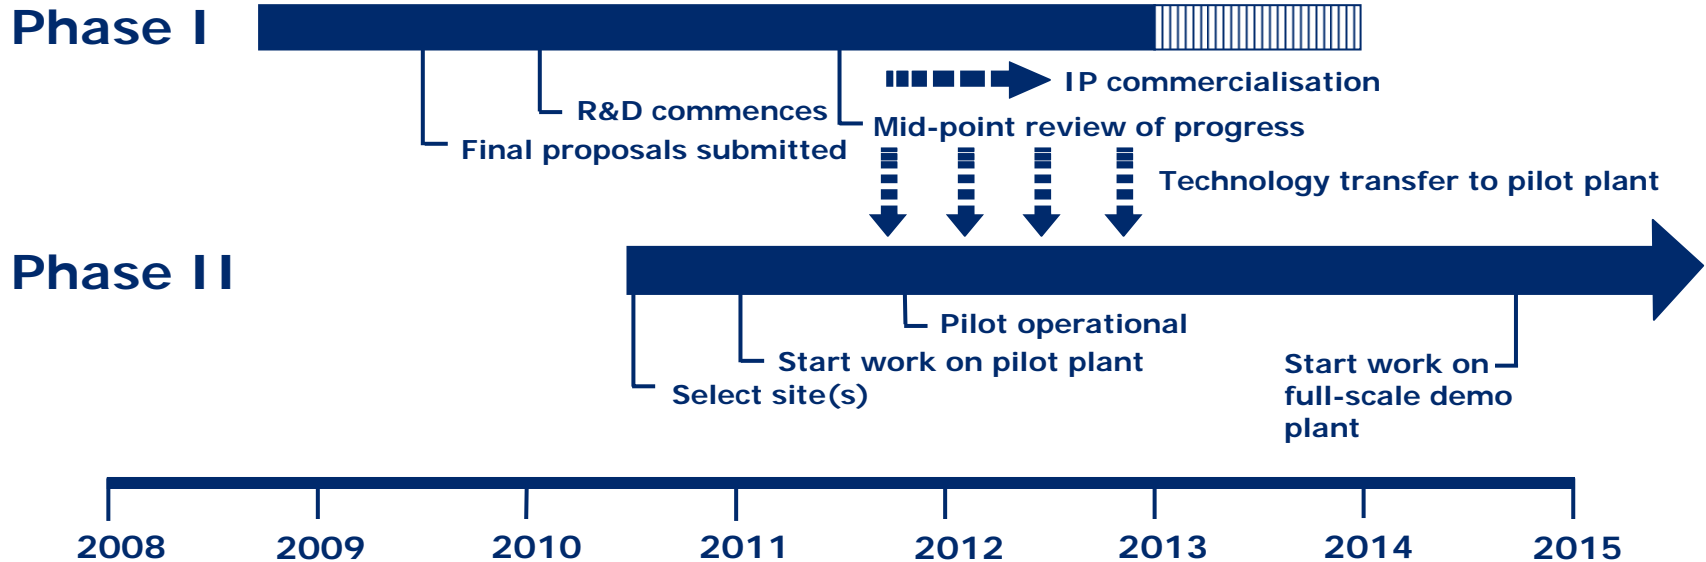 Phase I
IP commercialisation
R&D commences
Mid-point review of progress
Final proposals submitted
Technology transfer to pilot plant
Phase II
Pilot operational
Start work on pilot plant
Select site(s)
Start work on
full-scale demo
plant
2008
2009
2010
2011
2012
2013
2014
2015